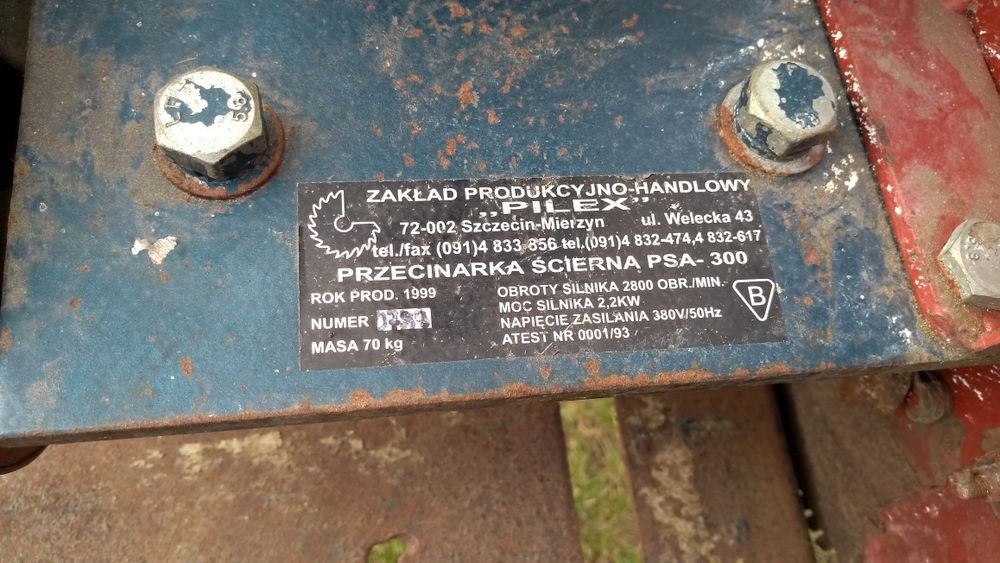 ZAKŁAD PRODUKCYJNO-HANDLOWY
„PILEX"
72-002 Szczecin-Mierzyn ul. Welecka 43
tel./fax (091)4 833 856 tel.(091)4 832-474,4 832-617
PRZECINARKA ŚCIERNA PSA- 300
ROK PROD. 1999
NUMER
MASA 70 kg
OBROTY SILNIKA 2800 OBR./MIN.
MOC SILNIKA 2,2KW
NAPIĘCIE ZASILANIA 380V/50Hz
ATEST NR 0001/93
B